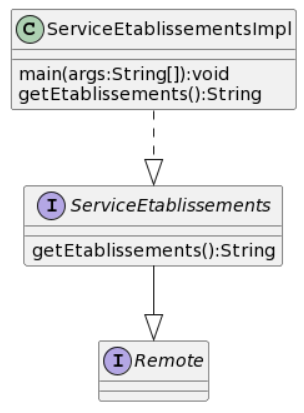 C ServiceEtablissementsImpl
main(args:String[]):void
getEtablissements():String
I ServiceEtablissements
getEtablissements():String
I Remote